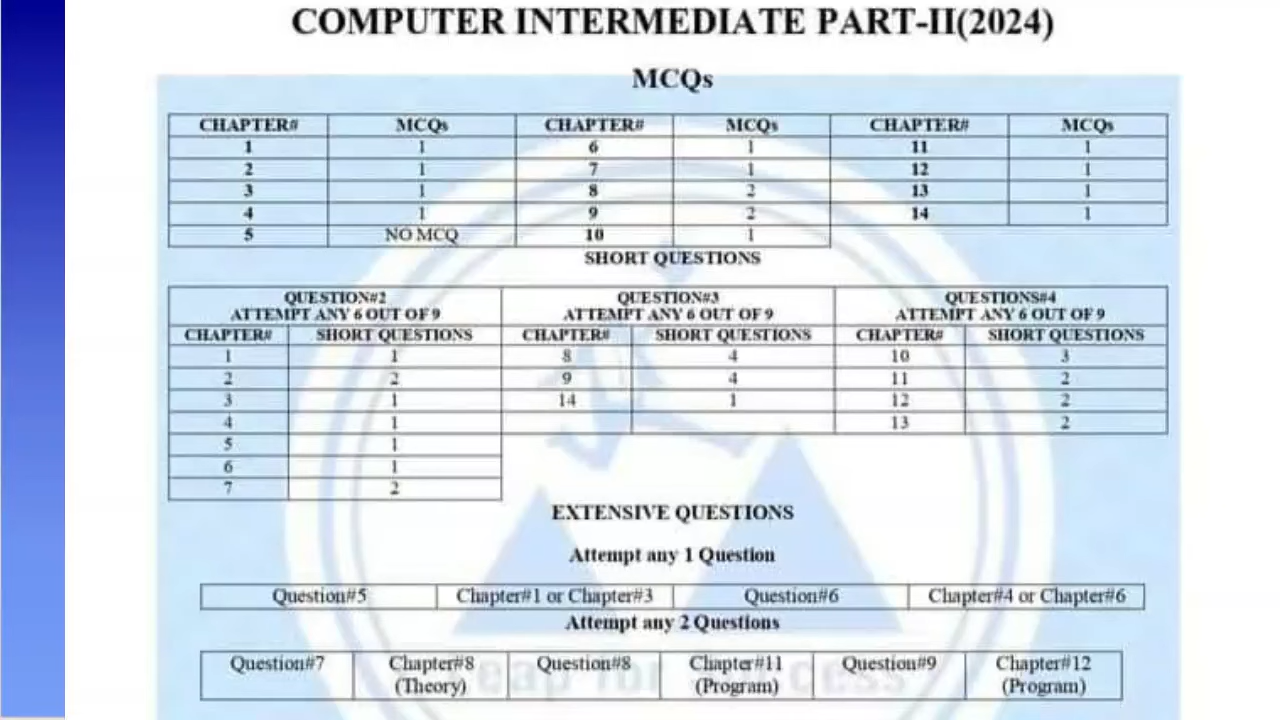 COMPUTER INTERMEDIATE PART-II(2024)
MCQs
CHAPTER# MCQs CHAPTER# MCQs CHAPTER# MCQs
1 1 6 1 11 1
2 1 7 1 12 1
3 1 8 2 13 1
4 1 9 2 14 1
5 NO MCQ 10 1
SHORT QUESTIONS
QUESTION#2 QUESTION#3 QUESTIONS#4
ATTEMPT ANY 6 OUT OF 9 ATTEMPT ANY 6 OUT OF 9 ATTEMPT ANY 6 OUT OF 9
CHAPTER# SHORT QUESTIONS CHAPTER# SHORT QUESTIONS CHAPTER# SHORT QUESTIONS
1 1 8 4 10 3
2 2 9 4 11 2
3 1 14 1 12 2
4 1 13 2
5 1
6 1
7 2
EXTENSIVE QUESTIONS
Attempt any 1 Question
Question#5 Chapter#1 or Chapter#3 Question#6 Chapter#4 or Chapter#6
Attempt any 2 Questions
Question#7 Chapter#8 Question#8 Chapter#11 Question#9 Chapter#12
(Theory) (Program) (Program)